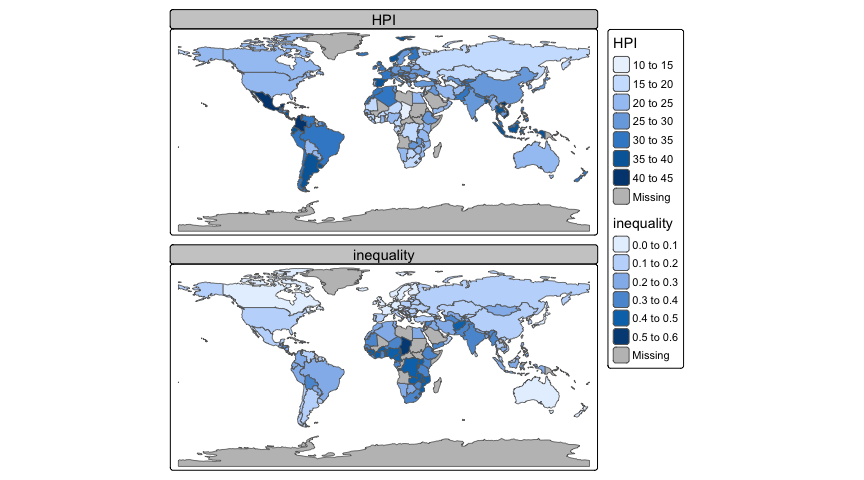 HPI
inequality
HPI
10 to 15
15 to 20
20 to 25
25 to 30
30 to 35
35 to 40
40 to 45
Missing
inequality
0.0 to 0.1
0.1 to 0.2
0.2 to 0.3
0.3 to 0.4
0.4 to 0.5
0.5 to 0.6
Missing